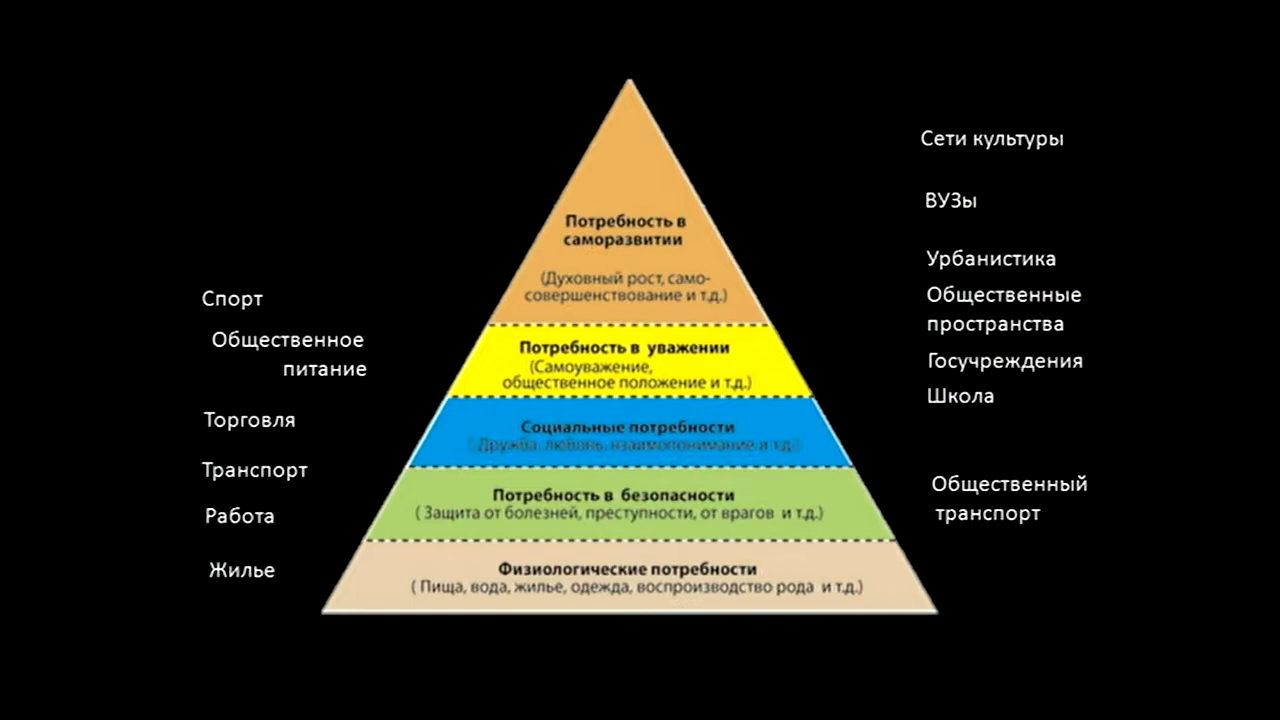 Сети культуры
ВУЗы
Потребность в
саморазвитии
Урбанистика
(Духовный рост, само-
совершенствование и т.д.)
Общественные
пространства
Спорт
Общественное
питание
Потребность в уважении
(Самоуважение,
общественное положение и т.д.)
Госучреждения
Школа
Торговля
Социальные потребности
( Дружба, любовь, взаимопонимание и т.д.)
Транспорт
Потребность в безопасности
( Защита от болезней, преступности, от врагов и т.д.)
Общественный
транспорт
Работа
Жилье
Физиологические потребности
( Пища, вода, жилье, одежда, воспроизводство рода и т.д.)